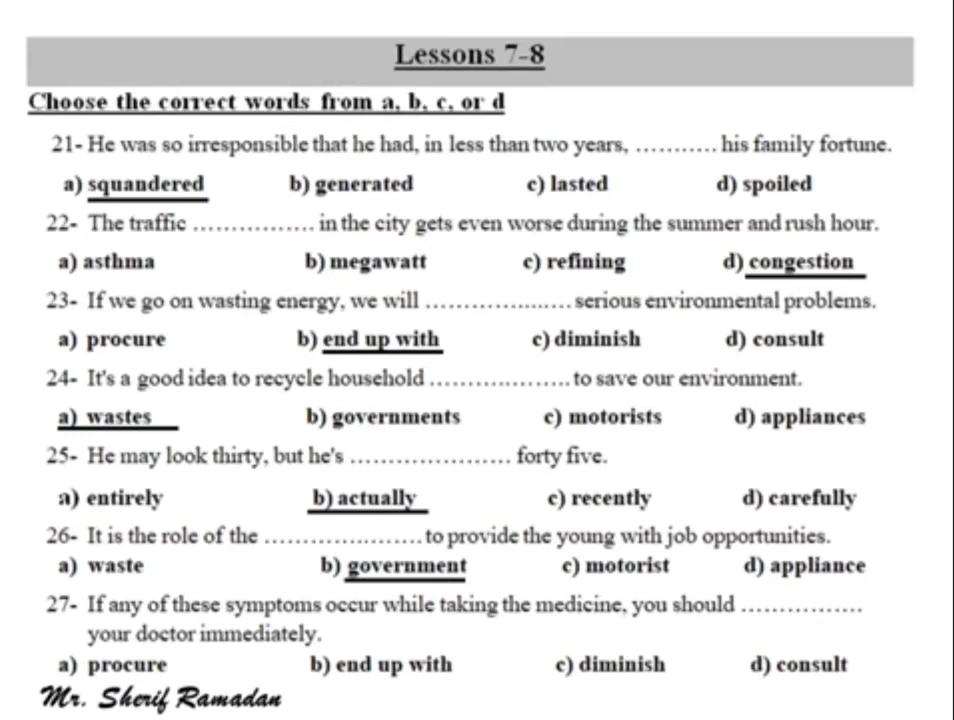 Lessons 7-8
Choose the correct words from a, b, c, or d
21- He was so irresponsible that he had, in less than two years, ........... his family fortune.
a) squandered b) generated c) lasted d) spoiled
22- The traffic ................ in the city gets even worse during the summer and rush hour.
a) asthma b) megawatt c) refining d) congestion
23- If we go on wasting energy, we will ................... serious environmental problems.
a) procure b) end up with c) diminish d) consult
24- It's a good idea to recycle household ................... to save our environment.
a) wastes b) governments c) motorists d) appliances
25- He may look thirty, but he's ..................... forty five.
a) entirely b) actually c) recently d) carefully
26- It is the role of the ..................... to provide the young with job opportunities.
a) waste b) government c) motorist d) appliance
27- If any of these symptoms occur while taking the medicine, you should ................
your doctor immediately.
a) procure b) end up with c) diminish d) consult
Mr. Sherif Ramadan